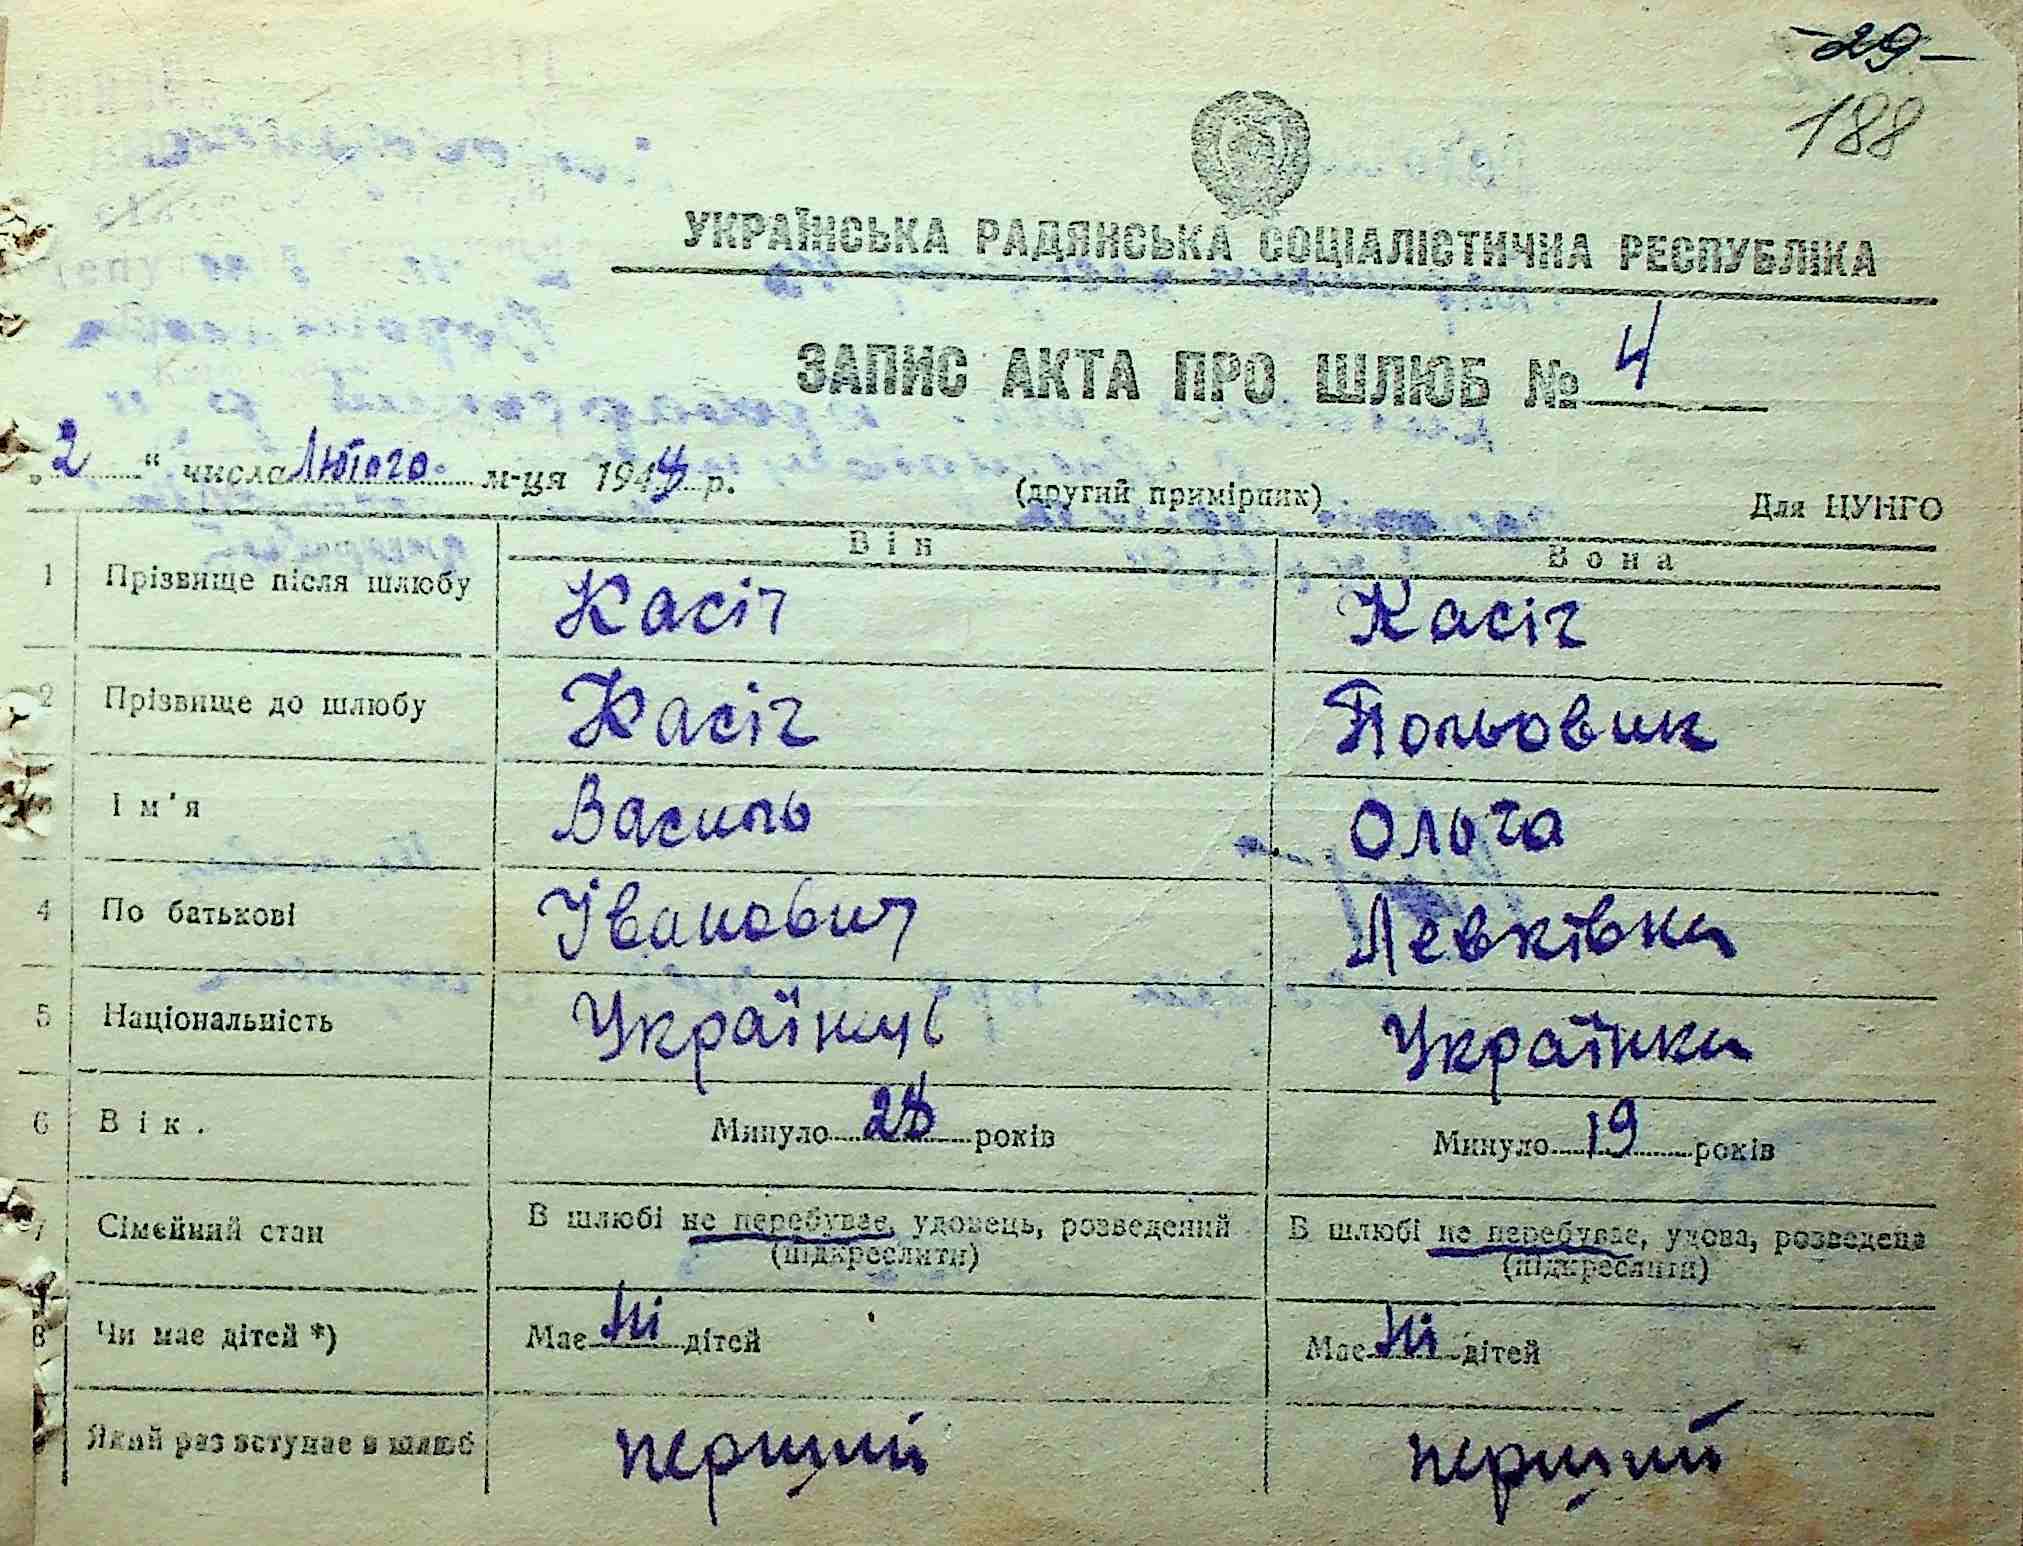 -29-
188
УКРАЇНСЬКА РАДЯНСЬКА СОЦІАЛІСТИЧНА РЕСПУБЛІКА
ЗАПИС АКТА ПРО ШЛЮБ № 4
„2“ числа Лютого м-ця 1948 р. (другий примірник) Для ЦУНГО
Він Вона
1 Прізвище після шлюбу Касіч Касіч
2 Прізвище до шлюбу Касіч Польовик
3 Ім'я Василь Ольга
4 По батькові Іванович Левківна
5 Національність Українець Українка
6 Вік. Минуло 28 років Минуло 19 років
7 Сімейний стан В шлюбі не перебуває, удовець, розведений В шлюбі не перебуває, удова, розведена
(підкреслити) (підкреслити)
8 Чи має дітей *) Має Ні дітей Має Ні дітей
Який раз вступає в шлюб перший перший